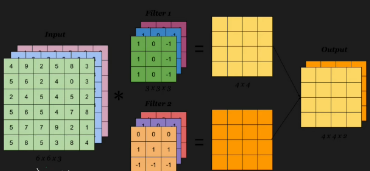 Filter 1
Input
Output
4 9 2 5 8 3
5 6 2 4 0 3
2 4 5 4 5 2
5 6 5 4 7 8
5 7 7 9 2 1
5 8 5 3 8 4
1 0 -1
1 0 -1
1 0 -1
=
*
Filter 2
0 0 0
1 1 1
-1 -1 -1
=